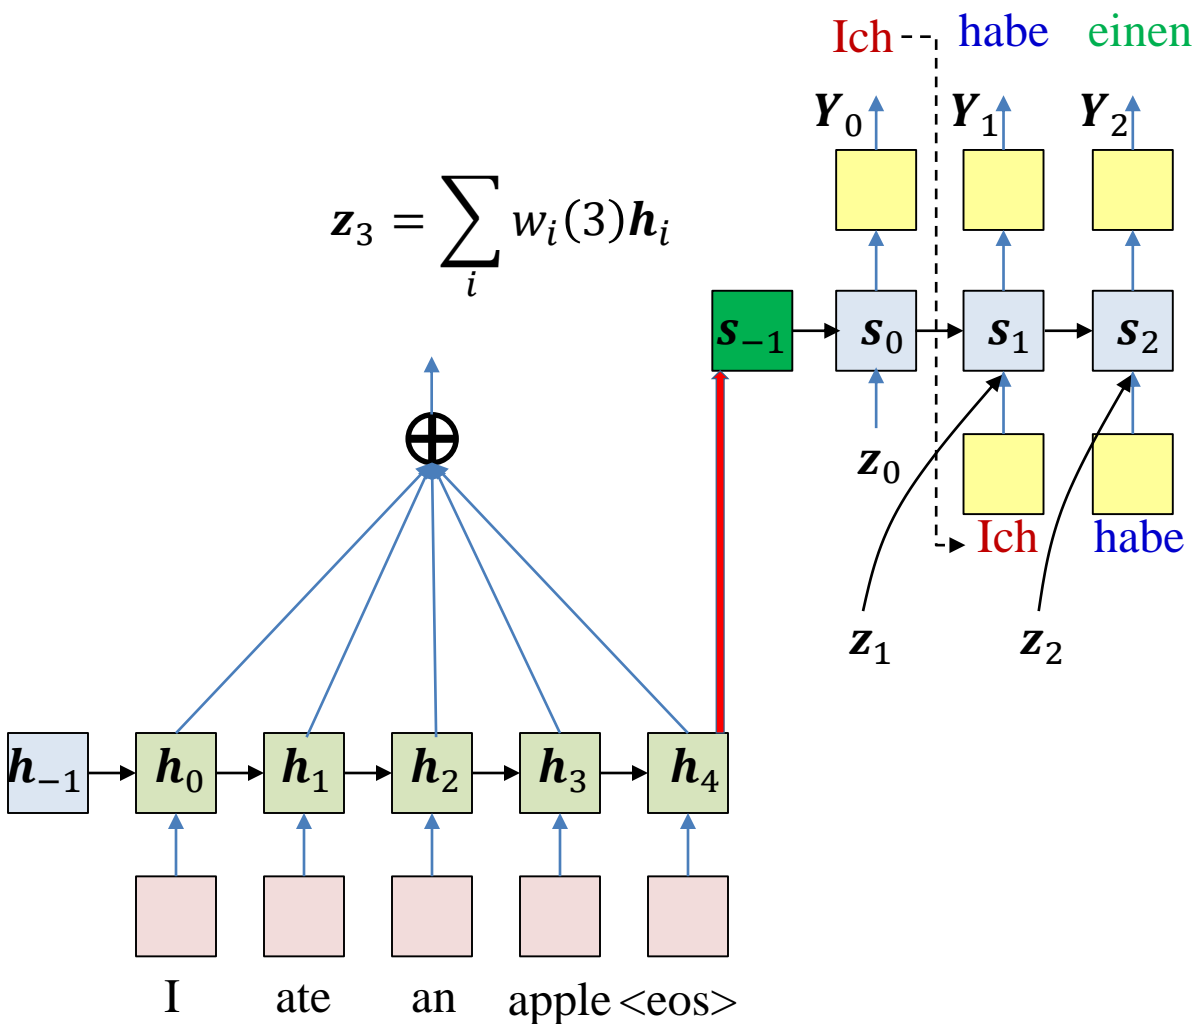 Ich habe einen
Y₀ Y₁ Y₂
z₃ = ∑ᵢ wᵢ(3)hᵢ
s₋₁ s₀ s₁ s₂
z₀
Ich habe
z₁ z₂
h₋₁ h₀ h₁ h₂ h₃ h₄
I ate an apple <eos>